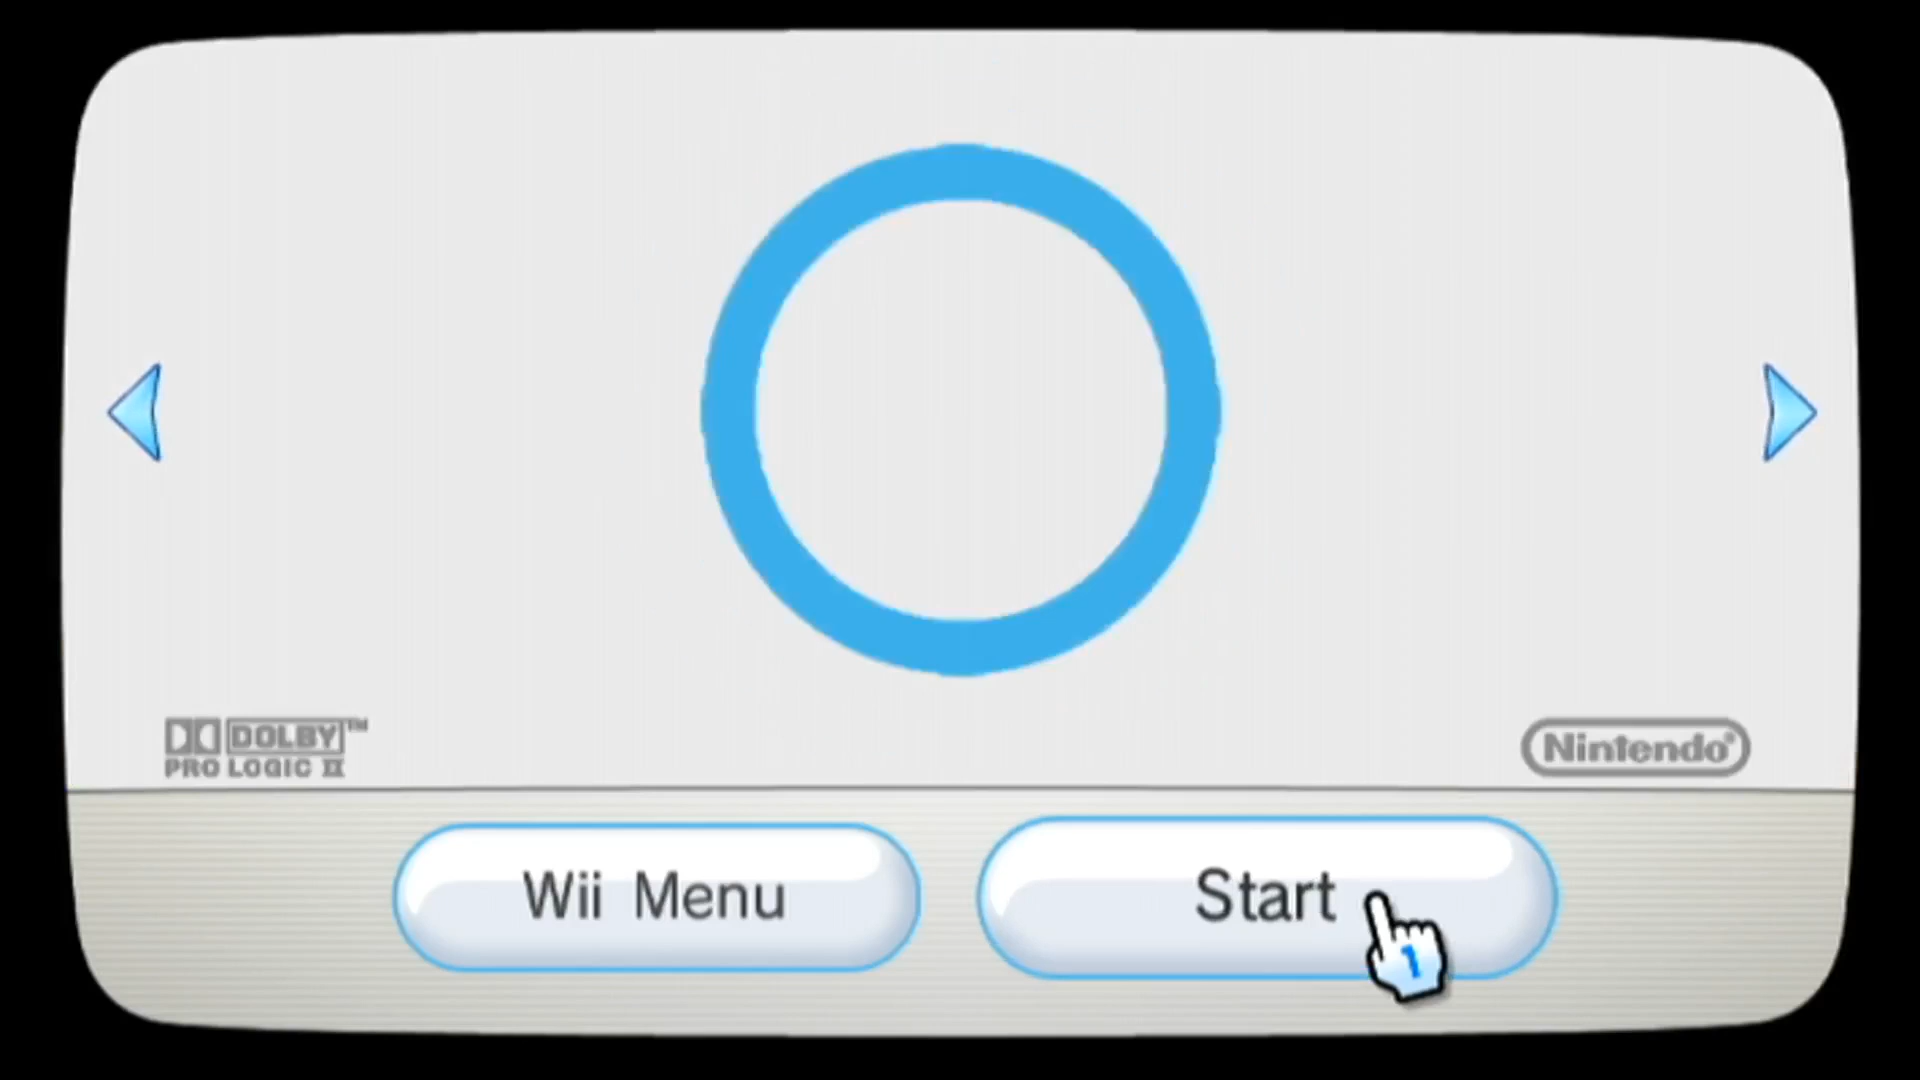 DOLBY™
PRO LOGIC II
Nintendo®
Wii Menu
Start
1